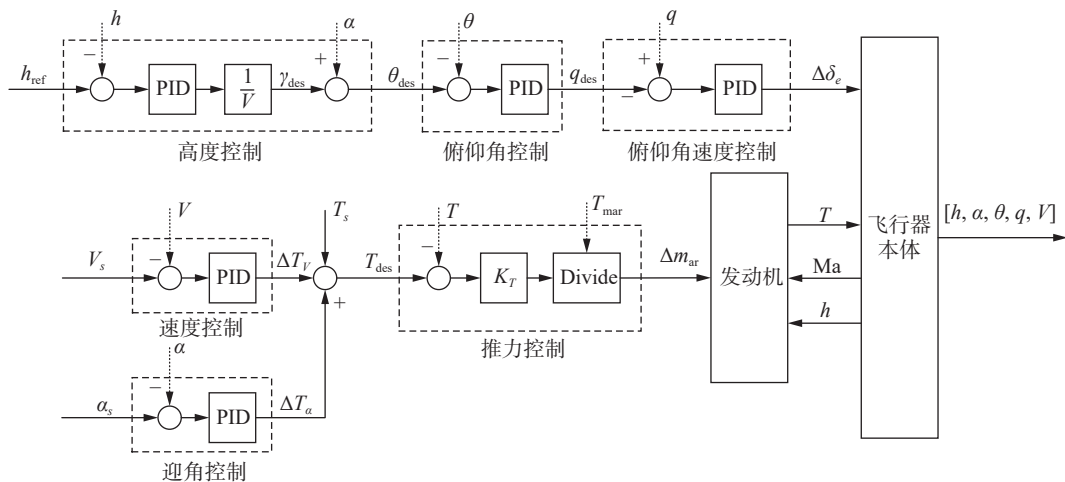 h α θ q
− + − +
h_ref PID 1/V γ_des θ_des PID q_des − PID Δδ_e
高度控制 俯仰角控制 俯仰角速度控制
V T_s T T_mar T [h, α, θ, q, V]
飞行器
本体
V_s − PID ΔT_V T_des − K_T Divide Δm_ar 发动机 Ma
+
速度控制 h
α 推力控制
−
α_s PID ΔT_α
迎角控制